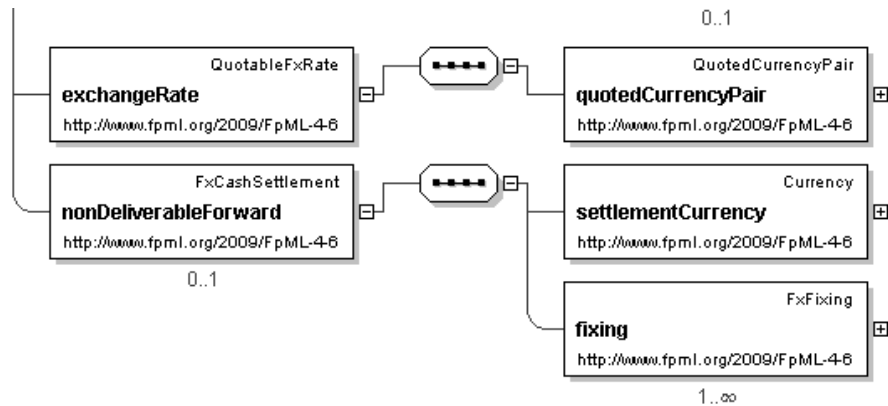 0..1
QuotableFxRate
exchangeRate
http://www.fpml.org/2009/FpML-4-6
QuotedCurrencyPair
quotedCurrencyPair
http://www.fpml.org/2009/FpML-4-6
FxCashSettlement
nonDeliverableForward
http://www.fpml.org/2009/FpML-4-6
0..1
Currency
settlementCurrency
http://www.fpml.org/2009/FpML-4-6
FxFixing
fixing
http://www.fpml.org/2009/FpML-4-6
1..∞